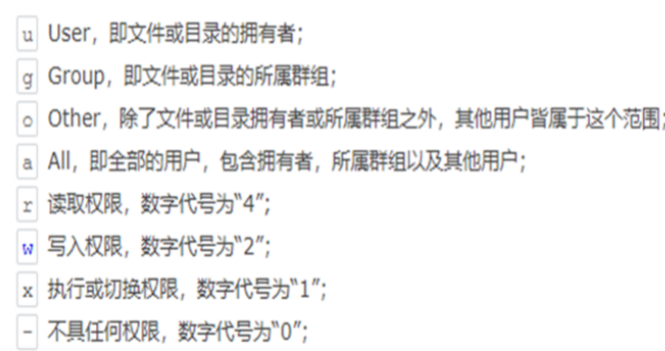 u User，即文件或目录的拥有者；
g Group，即文件或目录的所属群组；
o Other，除了文件或目录拥有者或所属群组之外，其他用户皆属于这个范围；
a All，即全部的用户，包含拥有者，所属群组以及其他用户；
r 读取权限，数字代号为“4”；
w 写入权限，数字代号为“2”；
x 执行或切换权限，数字代号为“1”；
- 不具任何权限，数字代号为“0”；